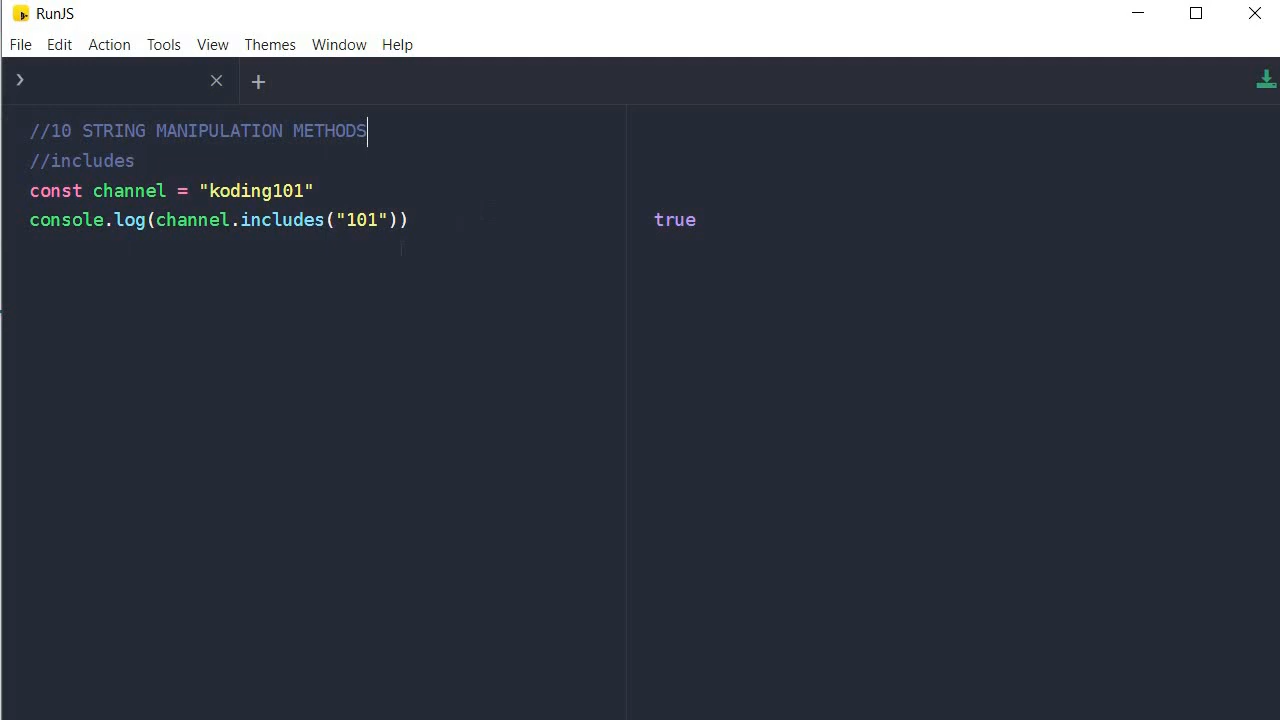 RunJS
File Edit Action Tools View Themes Window Help
//10 STRING MANIPULATION METHODS
//includes
const channel = "koding101"
console.log(channel.includes("101"))
true